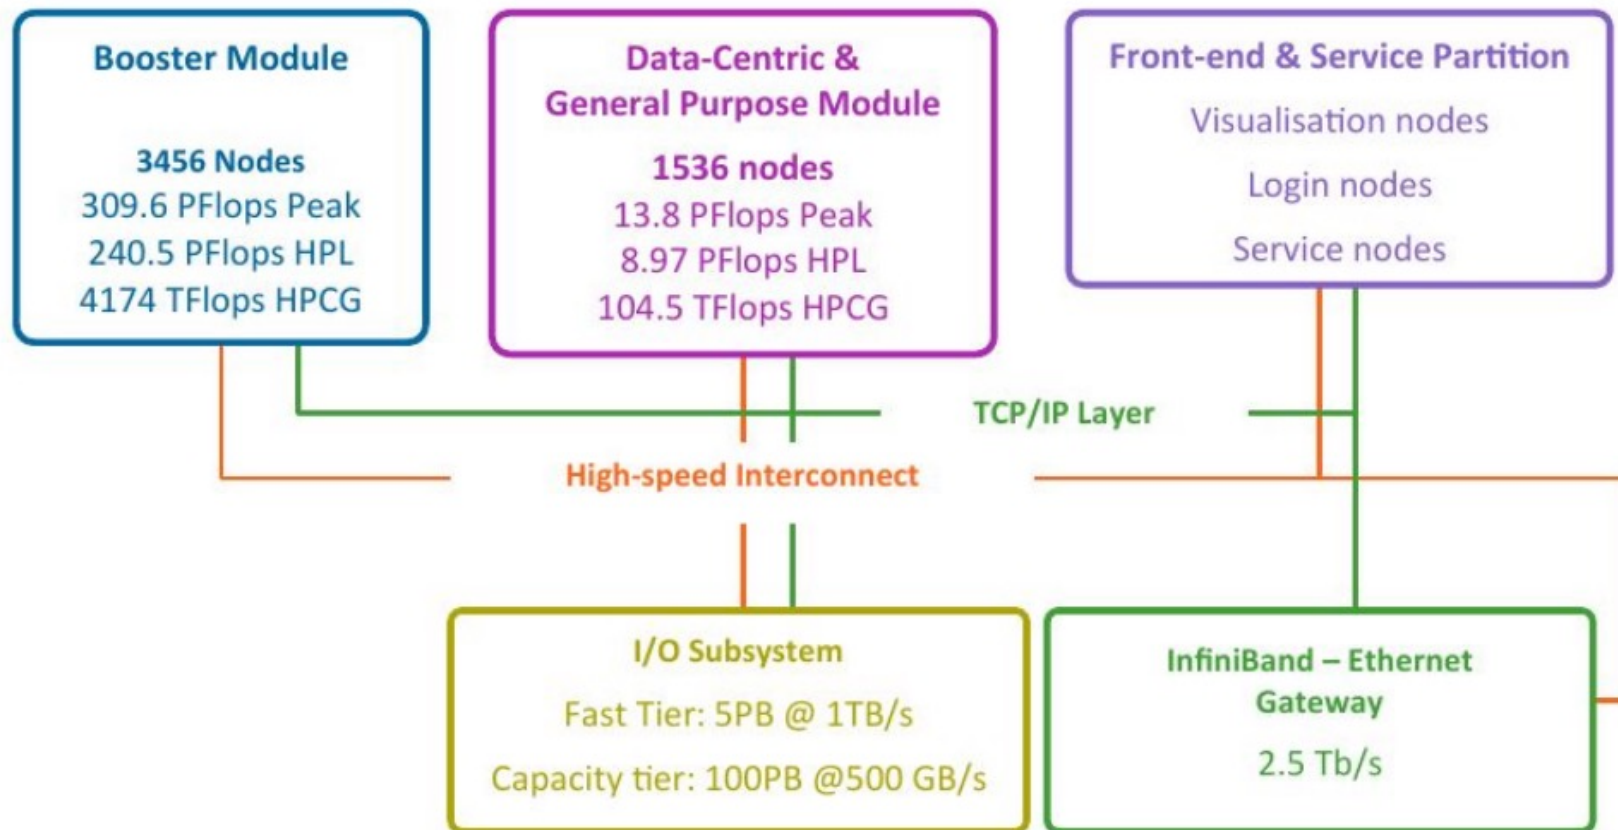 Booster Module
3456 Nodes
309.6 PFlops Peak
240.5 PFlops HPL
4174 TFlops HPCG
Data-Centric &
General Purpose Module
1536 nodes
13.8 PFlops Peak
8.97 PFlops HPL
104.5 TFlops HPCG
Front-end & Service Partition
Visualisation nodes
Login nodes
Service nodes
TCP/IP Layer
High-speed Interconnect
I/O Subsystem
Fast Tier: 5PB @ 1TB/s
Capacity tier: 100PB @500 GB/s
InfiniBand – Ethernet
Gateway
2.5 Tb/s